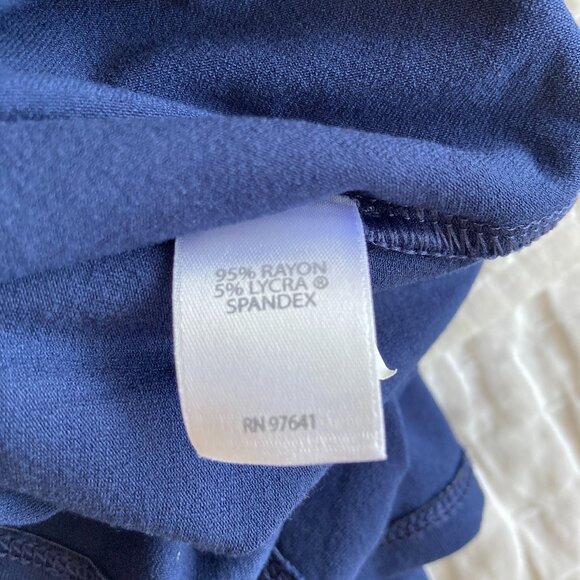 95% RAYON
5% LYCRA ®
SPANDEX
RN 97641